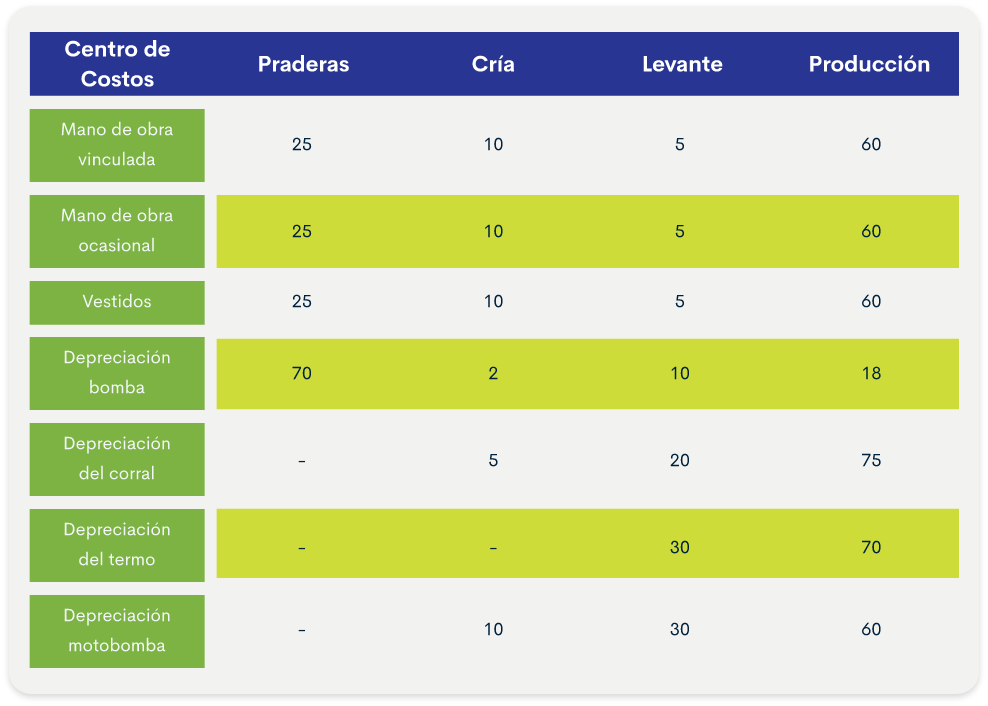 Centro de
Costos
Praderas
Cría
Levante
Producción
Mano de obra
vinculada
25
10
5
60
Mano de obra
ocasional
25
10
5
60
Vestidos
25
10
5
60
Depreciación
bomba
70
2
10
18
Depreciación
del corral
-
5
20
75
Depreciación
del termo
-
-
30
70
Depreciación
motobomba
-
10
30
60